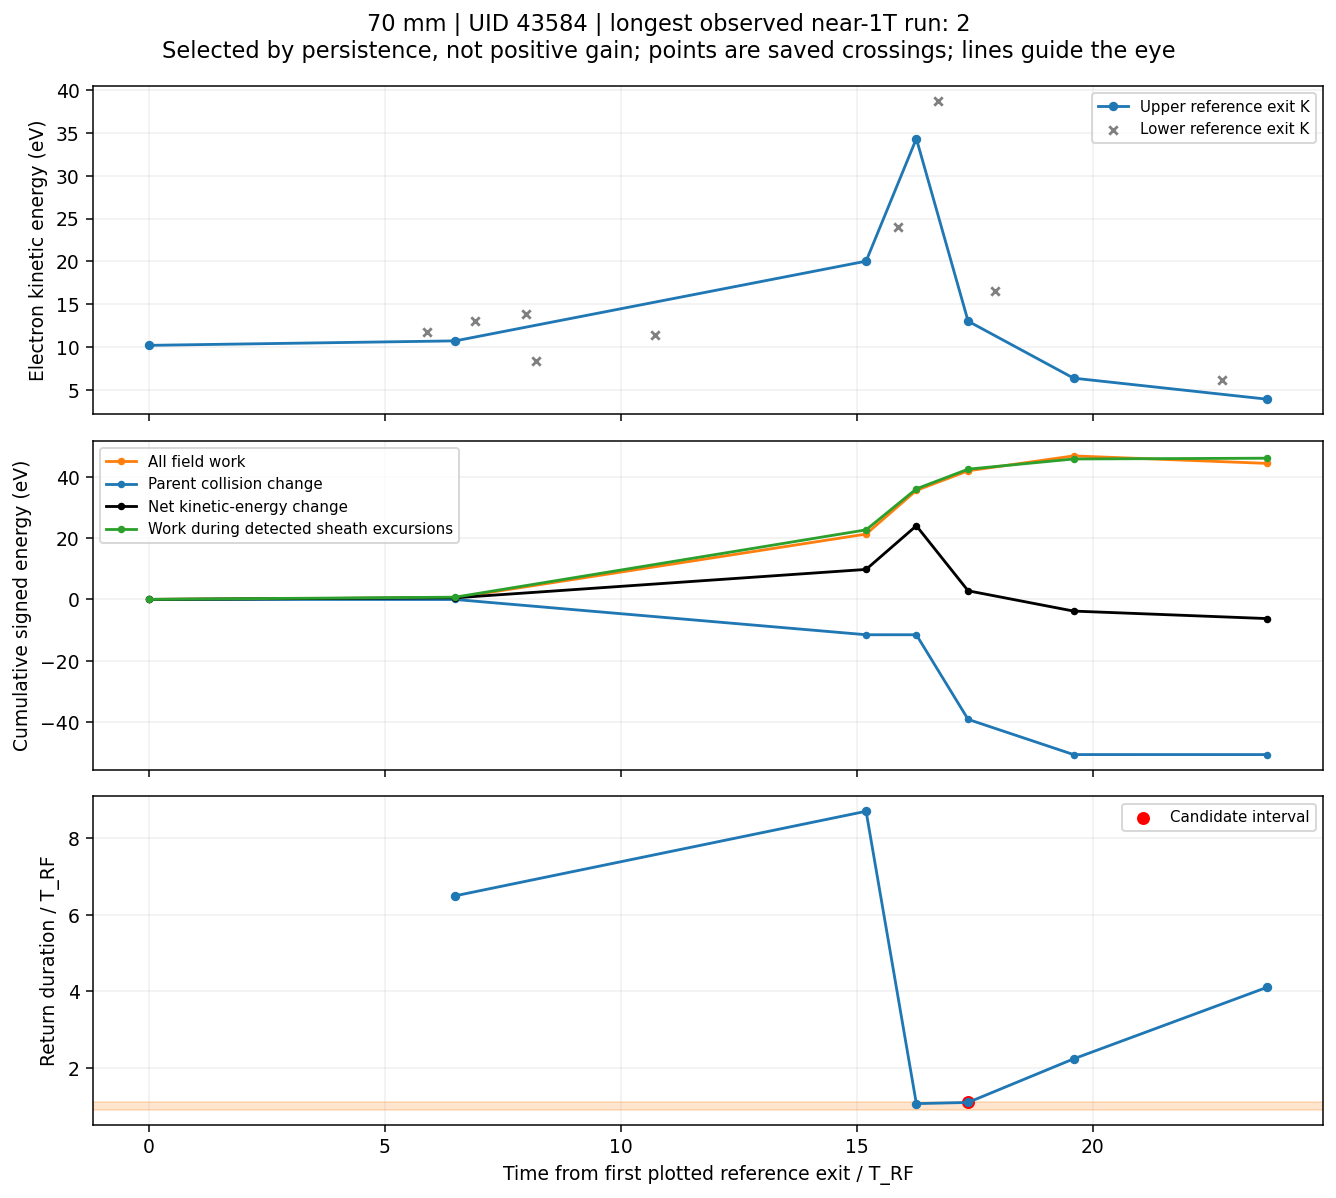 70 mm | UID 43584 | longest observed near-1T run: 2
Selected by persistence, not positive gain; points are saved crossings; lines guide the eye
Electron kinetic energy (eV)
40
35
30
25
20
15
10
5
Upper reference exit K
Lower reference exit K
Cumulative signed energy (eV)
40
20
0
−20
−40
All field work
Parent collision change
Net kinetic-energy change
Work during detected sheath excursions
Return duration / T_RF
8
6
4
2
Candidate interval
0 5 10 15 20
Time from first plotted reference exit / T_RF